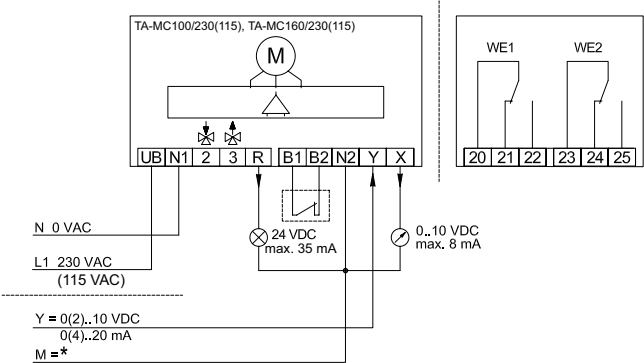 TA-MC100/230(115), TA-MC160/230(115)
M
WE1 WE2
UB N1 2 3 R B1 B2 N2 Y X
20 21 22 23 24 25
N 0 VAC
24 VDC
max. 35 mA
0..10 VDC
max. 8 mA
L1 230 VAC
(115 VAC)
Y = 0(2)..10 VDC
0(4)..20 mA
M = *